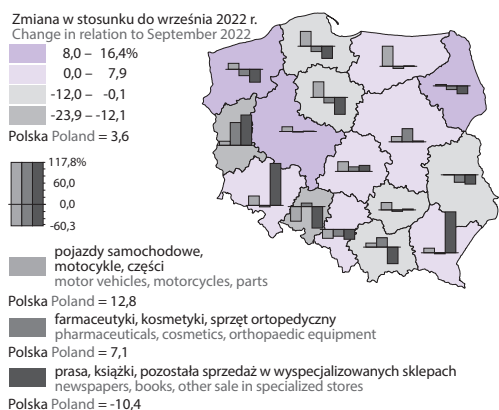 Zmiana w stosunku do września 2022 r.
Change in relation to September 2022
8,0 – 16,4%
0,0 – 7,9
-12,0 – -0,1
-23,9 – -12,1
Polska Poland = 3,6
117,8%
60,0
0,0
-60,3
pojazdy samochodowe,
motocykle, części
motor vehicles, motorcycles, parts
Polska Poland = 12,8
farmaceutyki, kosmetyki, sprzęt ortopedyczny
pharmaceuticals, cosmetics, orthopaedic equipment
Polska Poland = 7,1
prasa, książki, pozostała sprzedaż w wyspecjalizowanych sklepach
newspapers, books, other sale in specialized stores
Polska Poland = -10,4